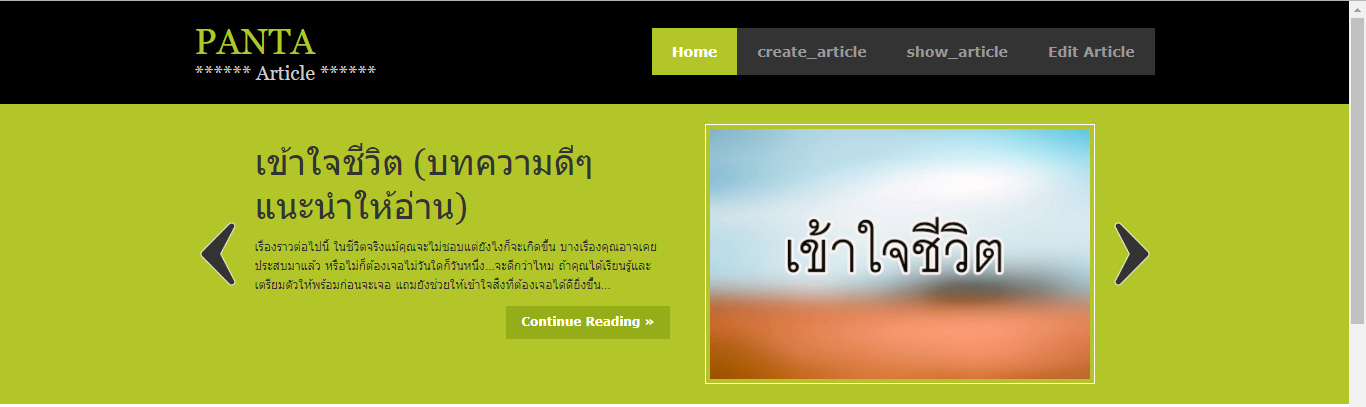 PANTA
****** Article ******
Home create_article show_article Edit Article
เข้าใจชีวิต (บทความดีๆ
แนะนำให้อ่าน)
เรื่องราวต่อไปนี้ ในชีวิตจริงแม้คุณจะไม่ชอบแต่ยังไงก็จะเกิดขึ้น บางเรื่องคุณอาจเคย
ประสบมาแล้ว หรือไม่ก็ต้องเจอไม่วันใดก็วันหนึ่ง...จะดีกว่าไหม ถ้าคุณได้เรียนรู้และ
เตรียมตัวให้พร้อมก่อนจะเจอ แถมยังช่วยให้เข้าใจสิ่งที่ต้องเจอได้ดียิ่งขึ้น...
Continue Reading »
เข้าใจชีวิต